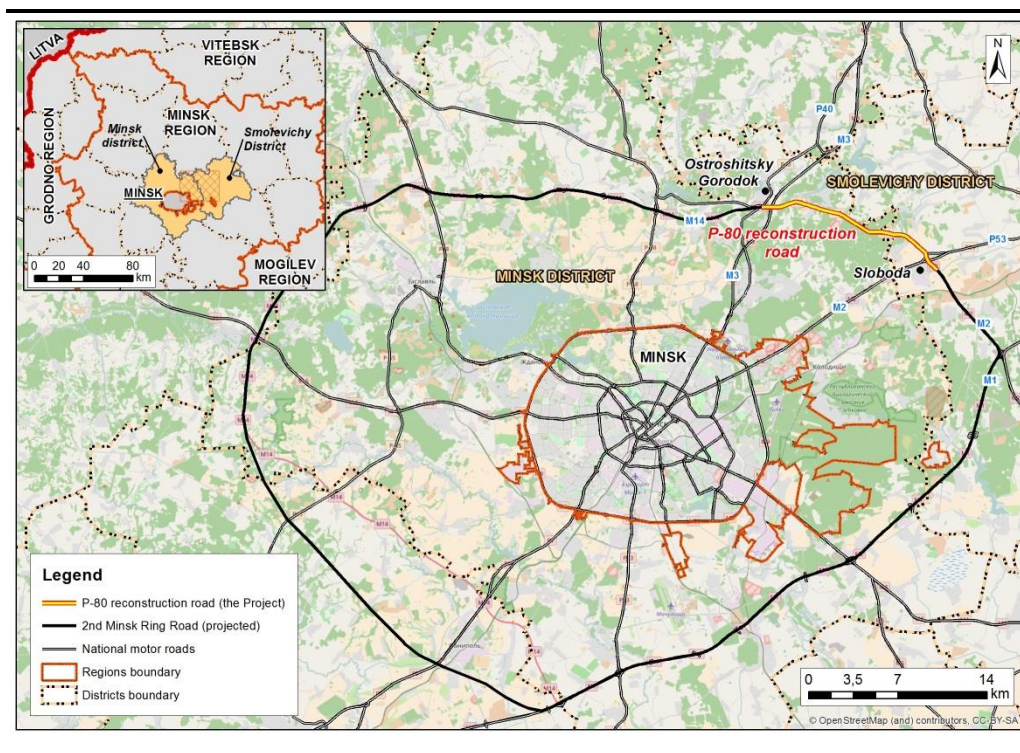 LITVA
VITEBSK
REGION
MINSK
REGION
Minsk
district
Smolevichy
District
GRODNO REGION
MINSK
MOGILEV
REGION
0 20 40 80
km
N
P40
M3
Ostroshitsky
Gorodok
SMOLEVICHY DISTRICT
M14
P-80 reconstruction
road
P53
Sloboda
M3
MINSK DISTRICT
M2
M2
MINSK
M1
M14
M14
M14
Legend
P-80 reconstruction road (the Project)
2nd Minsk Ring Road (projected)
National motor roads
Regions boundary
Districts boundary
0 3,5 7 14
km
© OpenStreetMap (and) contributors, CC-BY-SA